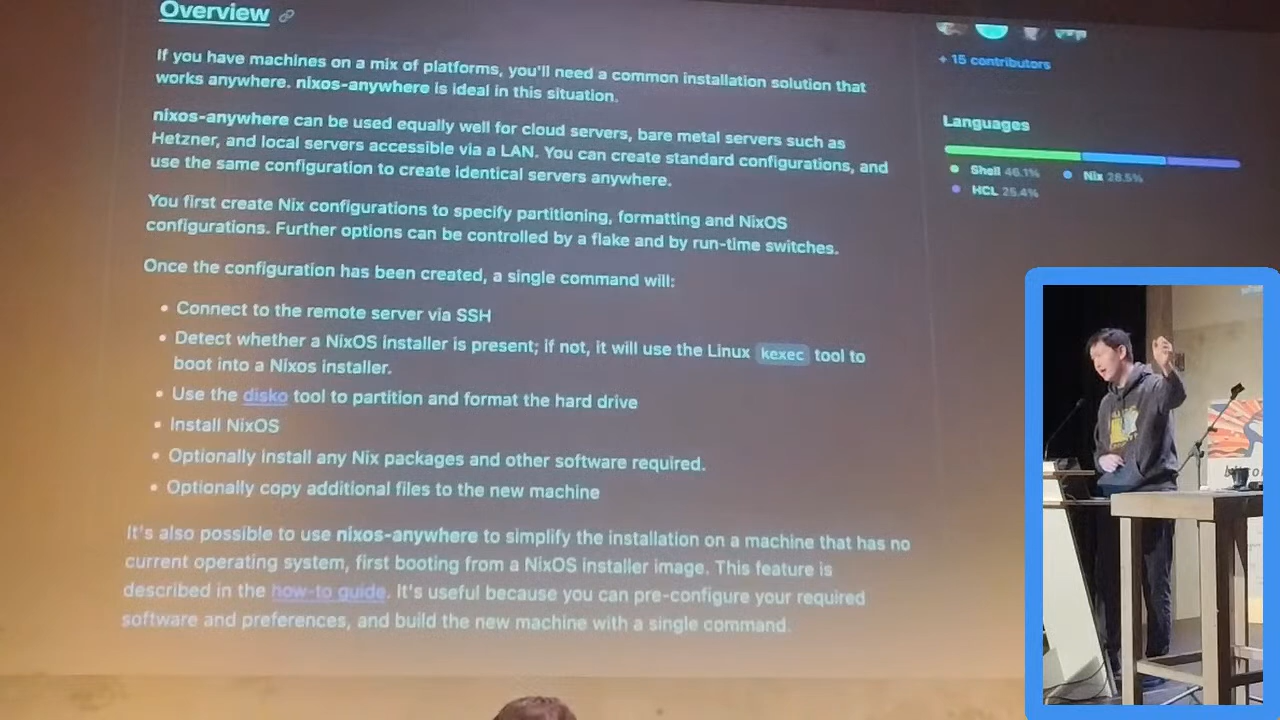 Overview
If you have machines on a mix of platforms, you'll need a common installation solution that
works anywhere. nixos-anywhere is ideal in this situation.
nixos-anywhere can be used equally well for cloud servers, bare metal servers such as
Hetzner, and local servers accessible via a LAN. You can create standard configurations, and
use the same configuration to create identical servers anywhere.
You first create Nix configurations to specify partitioning, formatting and NixOS
configurations. Further options can be controlled by a flake and by run-time switches.
Once the configuration has been created, a single command will:
• Connect to the remote server via SSH
• Detect whether a NixOS installer is present; if not, it will use the Linux kexec tool to
boot into a Nixos installer.
• Use the disko tool to partition and format the hard drive
• Install NixOS
• Optionally install any Nix packages and other software required.
• Optionally copy additional files to the new machine
It's also possible to use nixos-anywhere to simplify the installation on a machine that has no
current operating system, first booting from a NixOS installer image. This feature is
described in the how-to guide. It's useful because you can pre-configure your required
software and preferences, and build the new machine with a single command.
+ 15 contributors
Languages
Shell 46.1% Nix 28.5%
HCL 25.4%